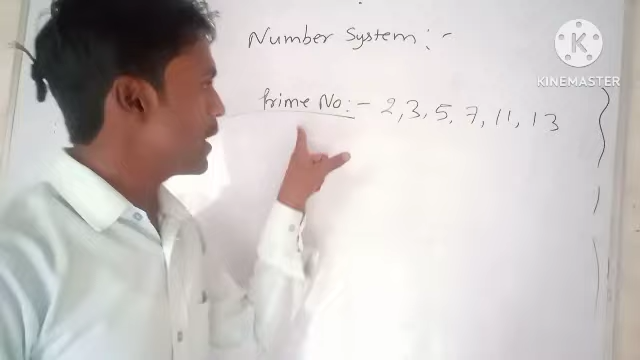 Number System :-
K
KINEMASTER
Prime No :- 2, 3, 5, 7, 11, 13